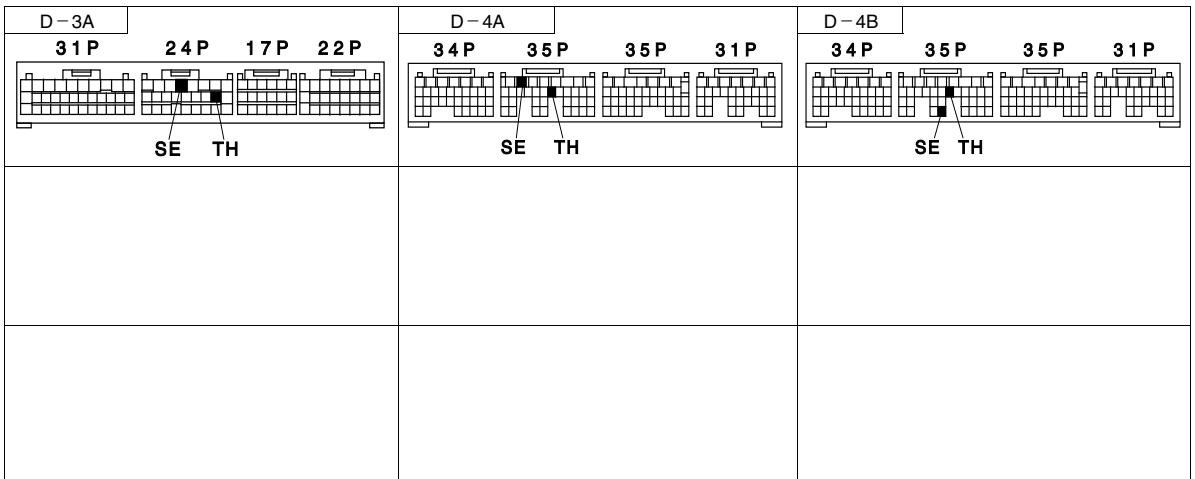 D-3A
31P 24P 17P 22P
SE TH
D-4A
34P 35P 35P 31P
SE TH
D-4B
34P 35P 35P 31P
SE TH